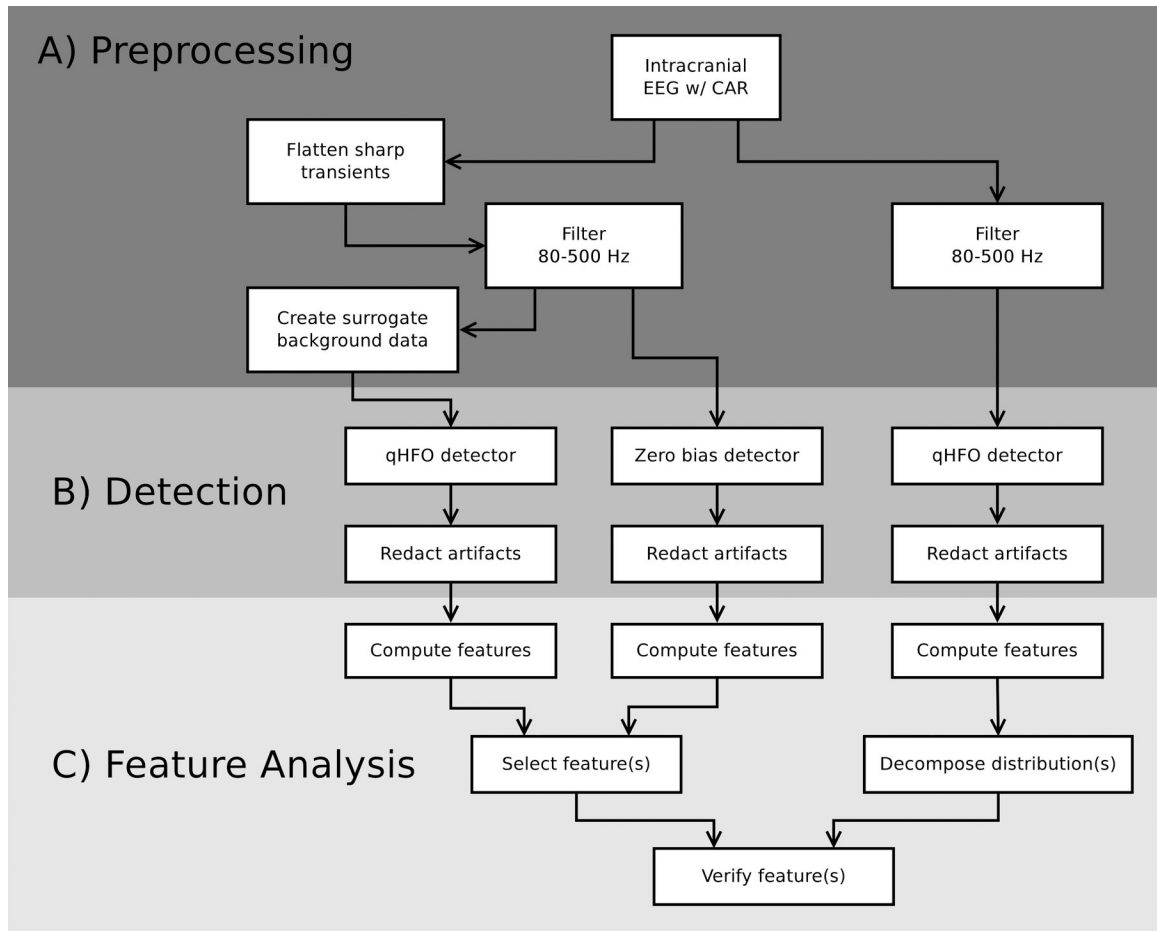 A) Preprocessing
Intracranial
EEG w/ CAR
Flatten sharp
transients
Filter
80-500 Hz
Filter
80-500 Hz
Create surrogate
background data
B) Detection
qHFO detector
Zero bias detector
qHFO detector
Redact artifacts
Redact artifacts
Redact artifacts
C) Feature Analysis
Compute features
Compute features
Compute features
Select feature(s)
Decompose distribution(s)
Verify feature(s)